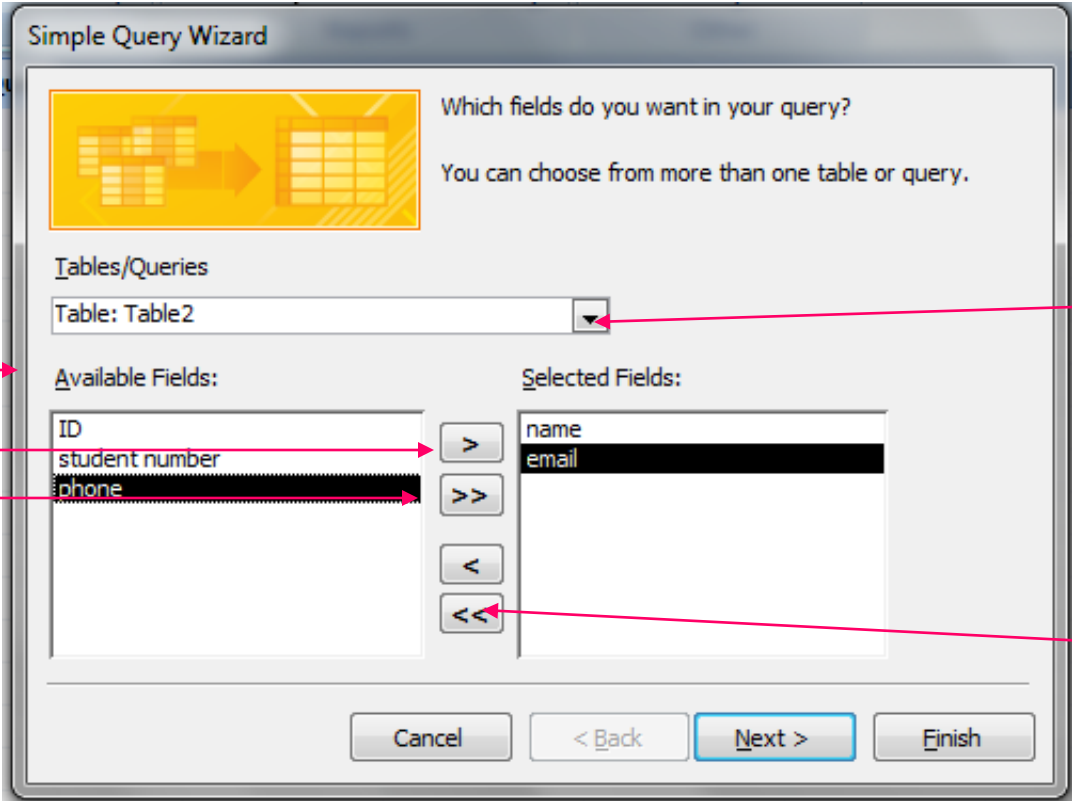 Simple Query Wizard
Which fields do you want in your query?
You can choose from more than one table or query.
Tables/Queries
Table: Table2
Available Fields:
Selected Fields:
ID
student number
phone
>
>>
<
<<
name
email
Cancel
< Back
Next >
Finish